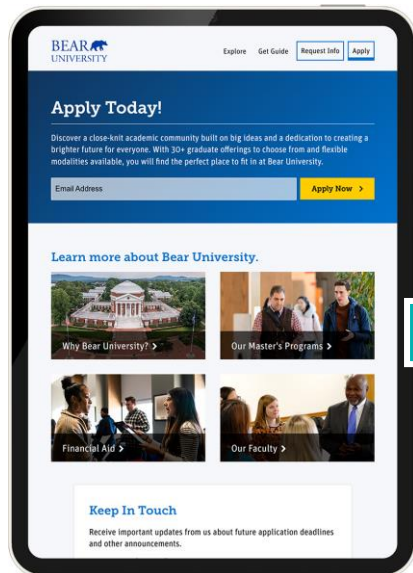 BEAR
UNIVERSITY
Explore Get Guide Request Info Apply
Apply Today!
Discover a close-knit academic community built on big ideas and a dedication to creating a
brighter future for everyone. With 30+ graduate offerings to choose from and flexible
modalities available, you will find the perfect place to fit in at Bear University.
Email Address Apply Now >
Learn more about Bear University.
Why Bear University? >
Our Master's Programs >
Financial Aid >
Our Faculty >
Keep In Touch
Receive important updates from us about future application deadlines
and other announcements.